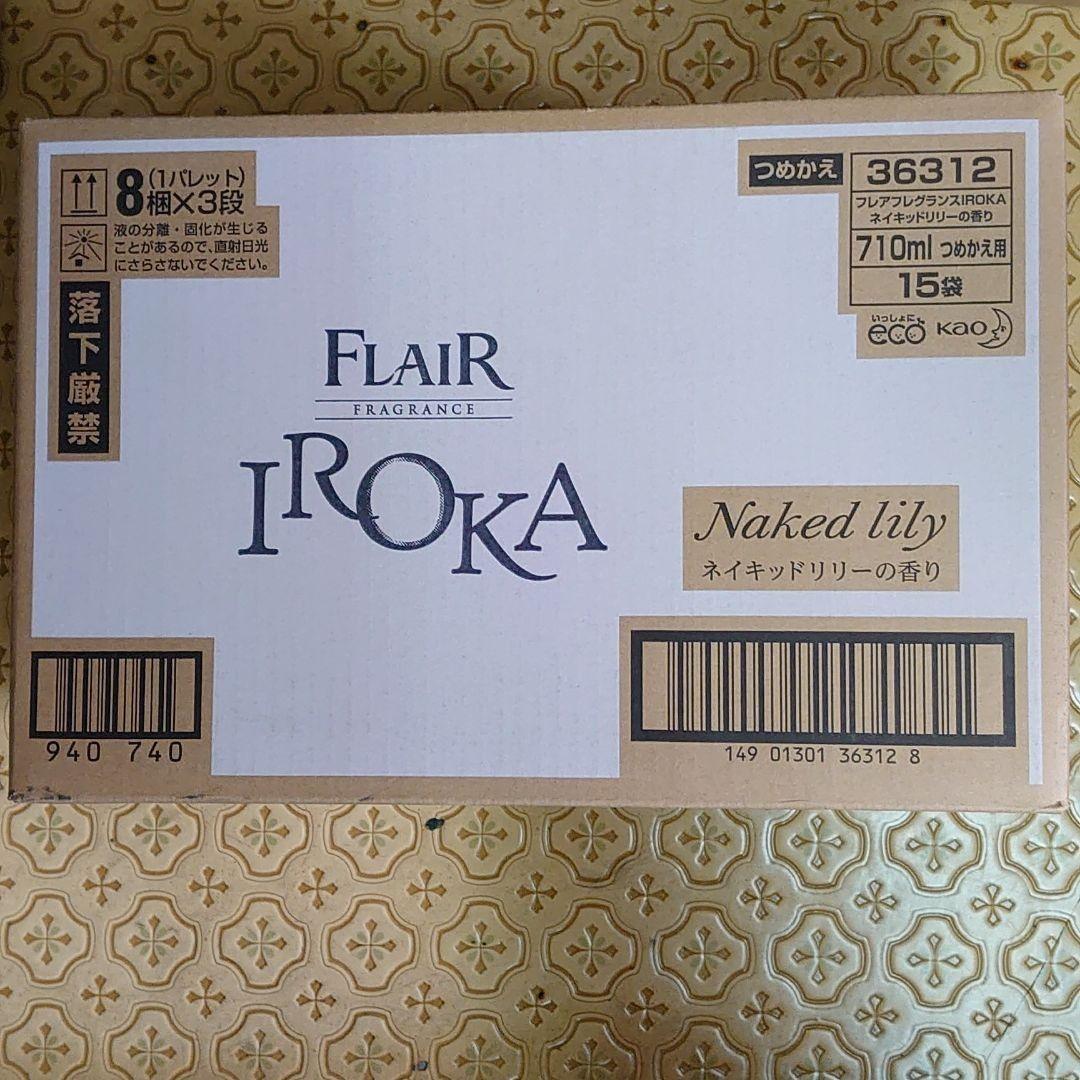 8(1パレット)
梱×3段
液の分離・固化が生じる
ことがあるので、直射日光
にさらさないでください。
落下厳禁
つめかえ
36312
フレアフレグランスIROKA
ネイキッドリリーの香り
710ml つめかえ用
15袋
いっしょに
eco
Kao
FLAIR
FRAGRANCE
IROKA
Naked lily
ネイキッドリリーの香り
940 740
149 01301 36312 8